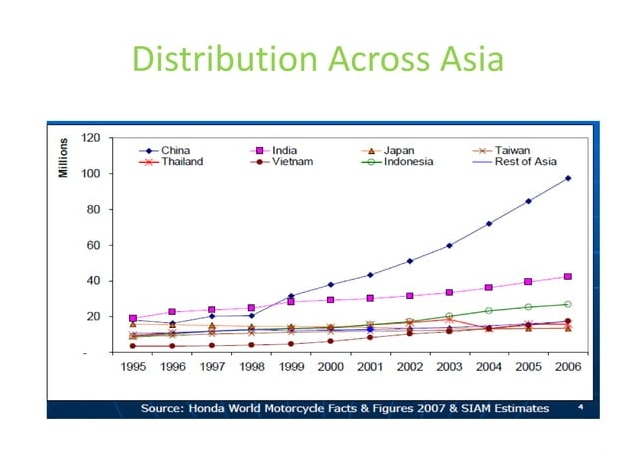 Distribution Across Asia
Millions
120
100
80
60
40
20
-
China India Japan Taiwan
Thailand Vietnam Indonesia Rest of Asia
1995 1996 1997 1998 1999 2000 2001 2002 2003 2004 2005 2006
Source: Honda World Motorcycle Facts & Figures 2007 & SIAM Estimates 4